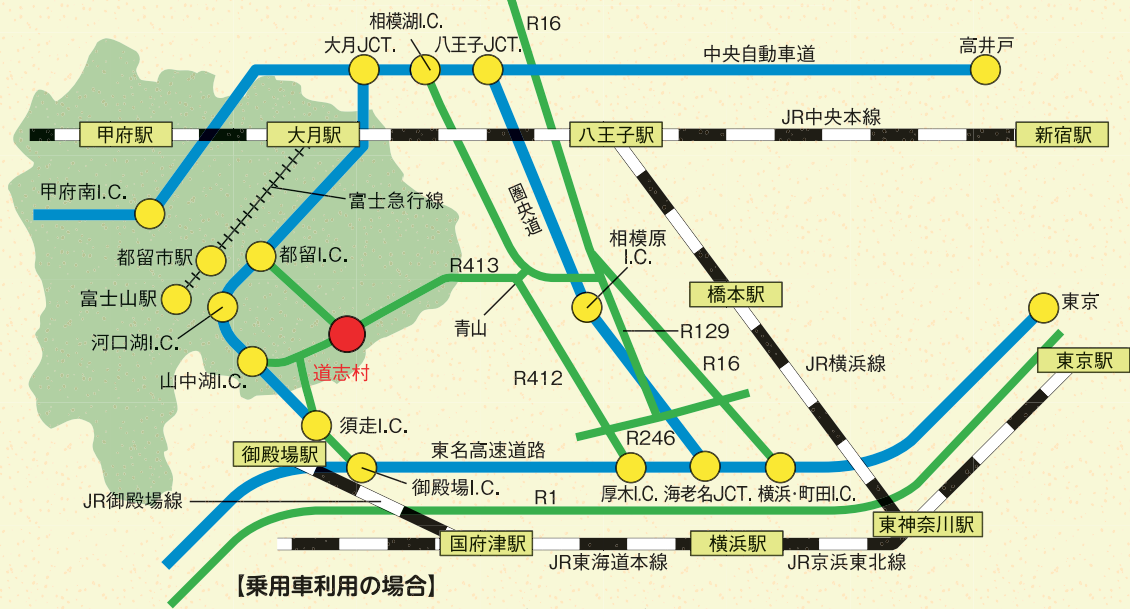 R16
相模湖I.C.
大月JCT.
八王子JCT.
中央自動車道
高井戸
甲府駅
大月駅
八王子駅
JR中央本線
新宿駅
甲府南I.C.
富士急行線
圏央道
都留市駅
都留I.C.
相模原
I.C.
R413
富士山駅
橋本駅
東京
青山
R129
河口湖I.C.
R16
JR横浜線
東京駅
山中湖I.C.
道志村
R412
須走I.C.
R246
御殿場駅
東名高速道路
御殿場I.C.
厚木I.C.
海老名JCT.
横浜・町田I.C.
JR御殿場線
R1
東神奈川駅
国府津駅
横浜駅
JR東海道本線
JR京浜東北線
【乗用車利用の場合】